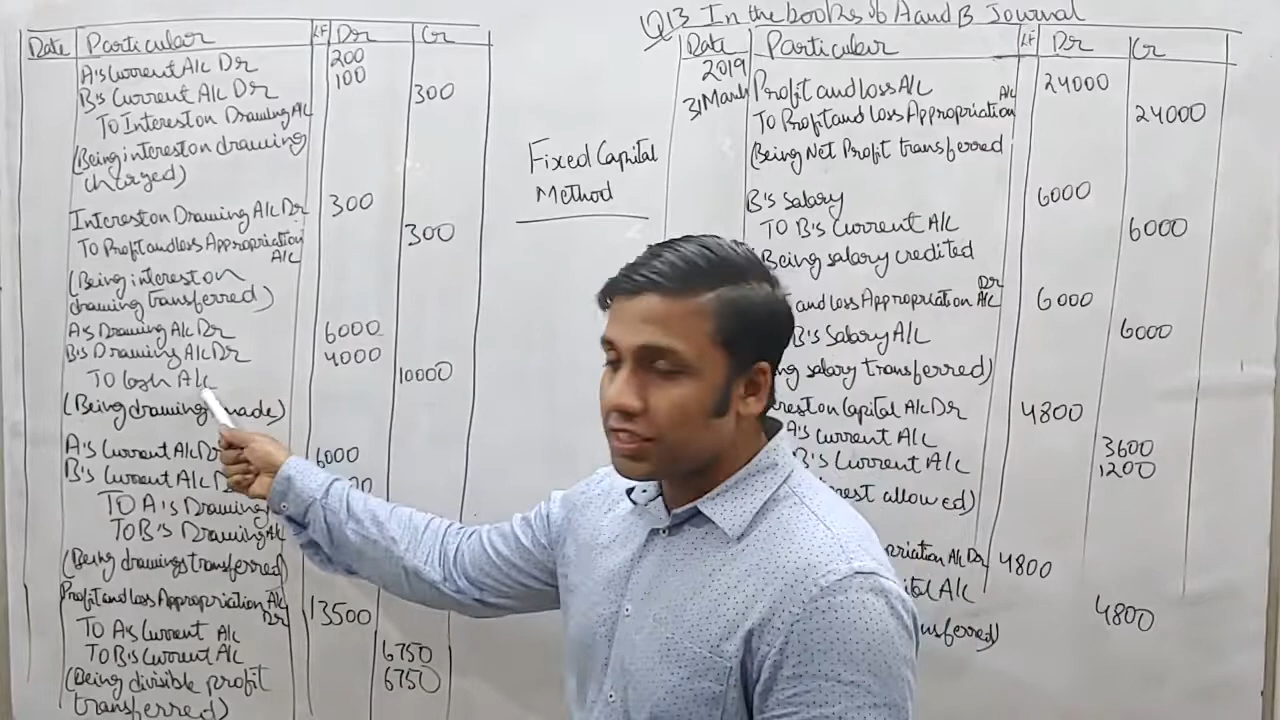 Date Particular LF Dr Cr
A's Current A/c Dr 200
B's Current A/c Dr 100
To Interest on Drawing A/c 300
(Being interest on drawing
charged)
Interest on Drawing A/c Dr 300
To Profit and loss Appropriation A/c 300
(Being interest on
drawing transferred)
A's Drawing A/c Dr 6000
B's Drawing A/c Dr 4000
To Cash A/c 10000
(Being drawing made)
A's Current A/c Dr 6000
B's Current A/c
To A's Drawing
To B's Drawing A/c
(Being drawings transferred)
Profit and loss Appropriation A/c Dr 13500
To A's Current A/c 6750
To B's Current A/c 6750
(Being divisible profit
transferred)
Fixed Capital
Method
Q13 In the books of A and B Journal
Date Particular LF Dr Cr
2019
31 March Profit and loss A/c 24000
To Profit and loss Appropriation A/c 24000
(Being Net Profit transferred
B's Salary 6000
To B's Current A/c 6000
(Being salary credited
and loss Appropriation A/c Dr 6000
B's Salary A/c 6000
ng salary transferred)
rest on Capital A/c Dr 4800
A's Current A/c 3600
B's Current A/c 1200
rest allowed)
priation A/c Dr 4800
tal A/c 4800
nsferred)